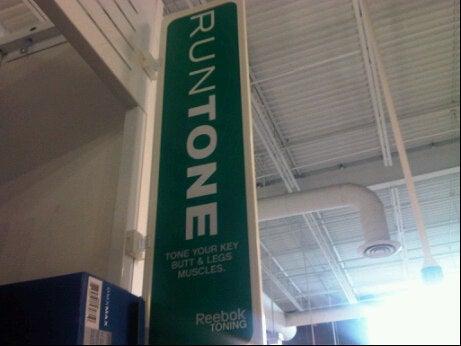 RUNTONE
TONE YOUR KEY
BUTT & LEGS
MUSCLES.
Reebok
TONING